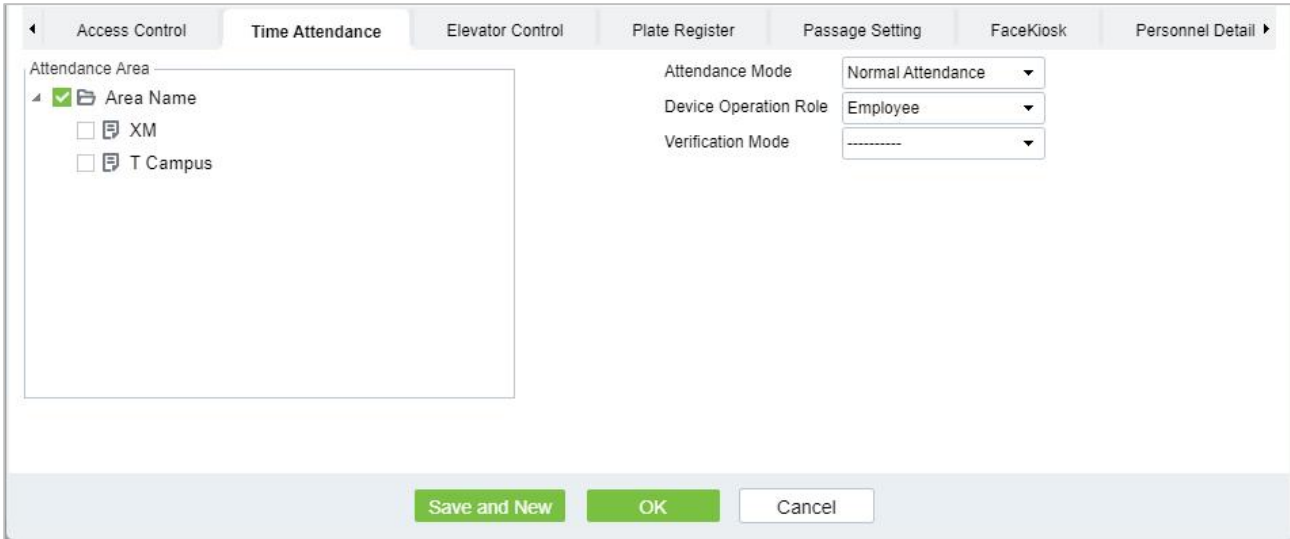 Access Control Time Attendance Elevator Control Plate Register Passage Setting FaceKiosk Personnel Detail
Attendance Area
Area Name
XM
T Campus
Attendance Mode Normal Attendance
Device Operation Role Employee
Verification Mode ----------
Save and New OK Cancel